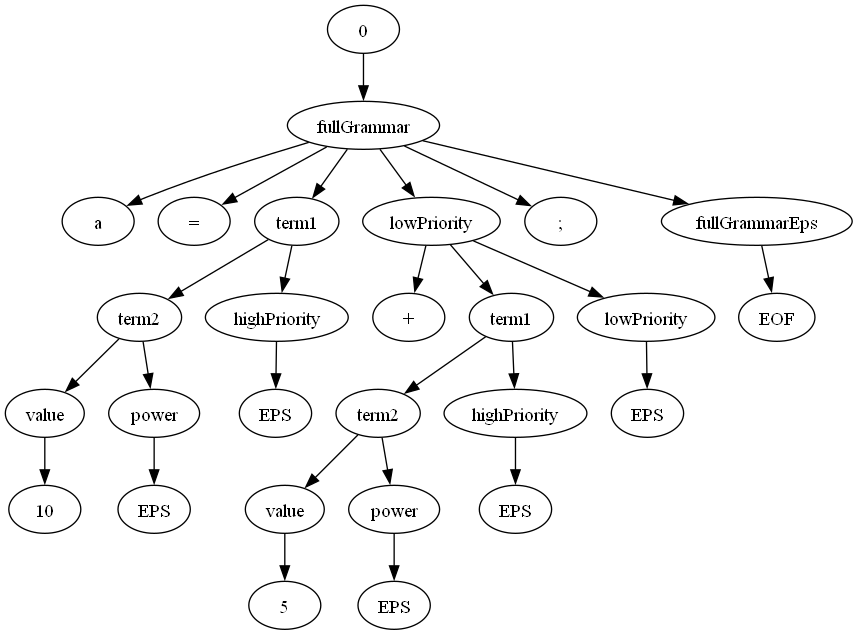 0
fullGrammar
a = term1 lowPriority ; fullGrammarEps
term2 highPriority + term1 lowPriority EOF
value power EPS term2 highPriority EPS
10 EPS value power EPS
5 EPS